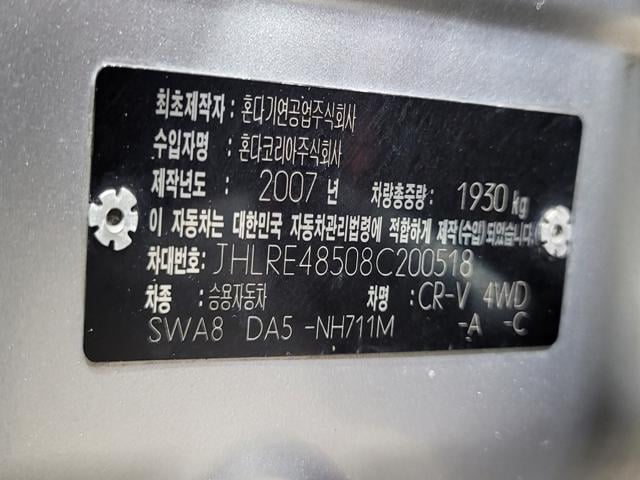 최초제작자 : 혼다기연공업주식회사
수입자명 : 혼다코리아주식회사
제작년도 : 2007 년 차량총중량 : 1930 kg
이 자동차는 대한민국 자동차관리법령에 적합하게 제작(수입)되었습니다.
차대번호: JHLRE48508C200518
차종 : 승용자동차 차명 : CR-V 4WD
SWA8 DA5 -NH711M -A -C